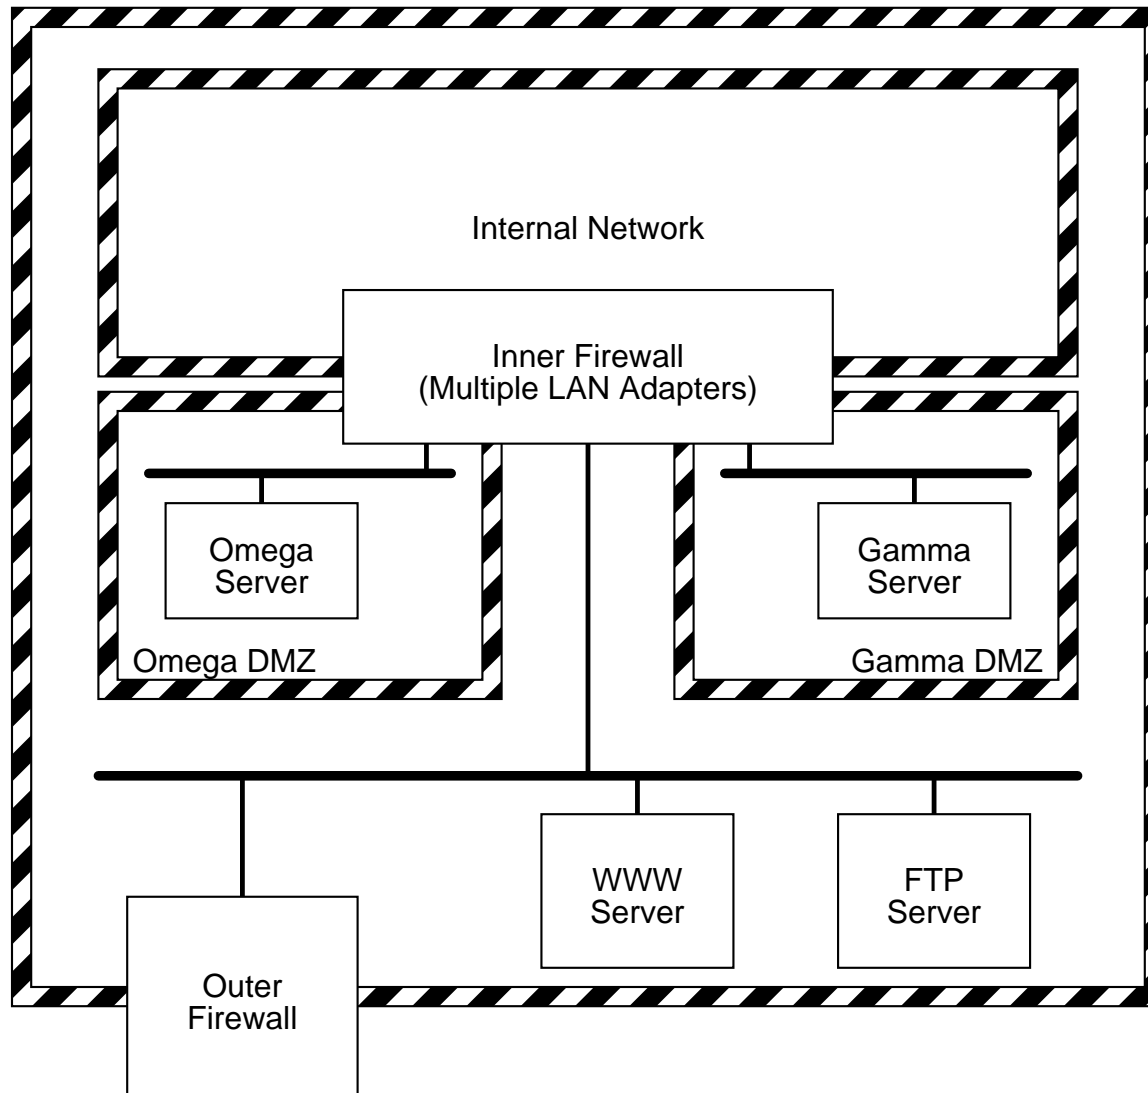 Internal Network
Inner Firewall
(Multiple LAN Adapters)
Omega
Server
Omega DMZ
Gamma
Server
Gamma DMZ
WWW
Server
FTP
Server
Outer
Firewall